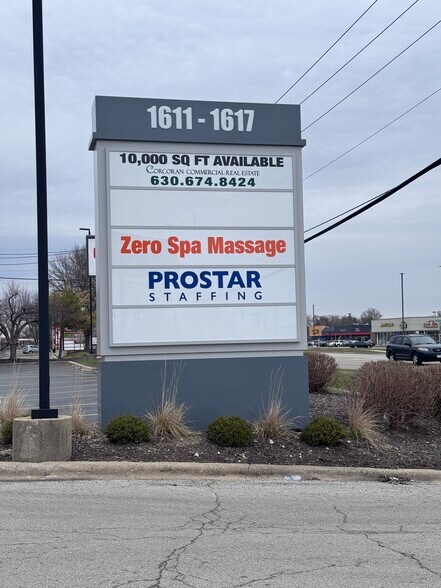 1611 - 1617
10,000 SQ FT AVAILABLE
CORCORAN COMMERCIAL REAL ESTATE
630.674.8424
Zero Spa Massage
PROSTAR
STAFFING